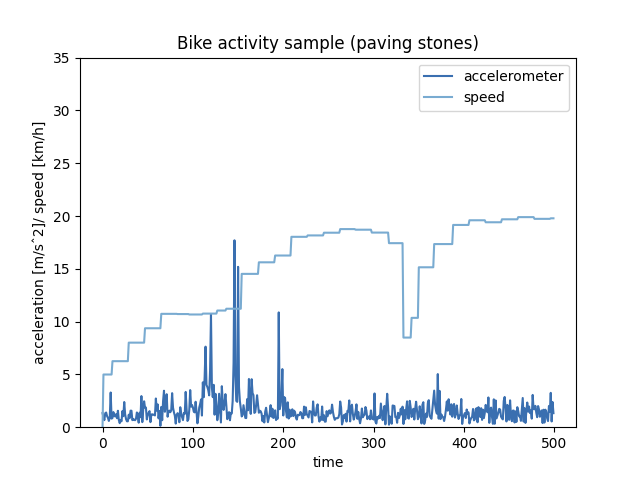 Bike activity sample (paving stones)
35
30
25
20
15
10
5
0
acceleration [m/s^2]/ speed [km/h]
accelerometer
speed
0 100 200 300 400 500
time